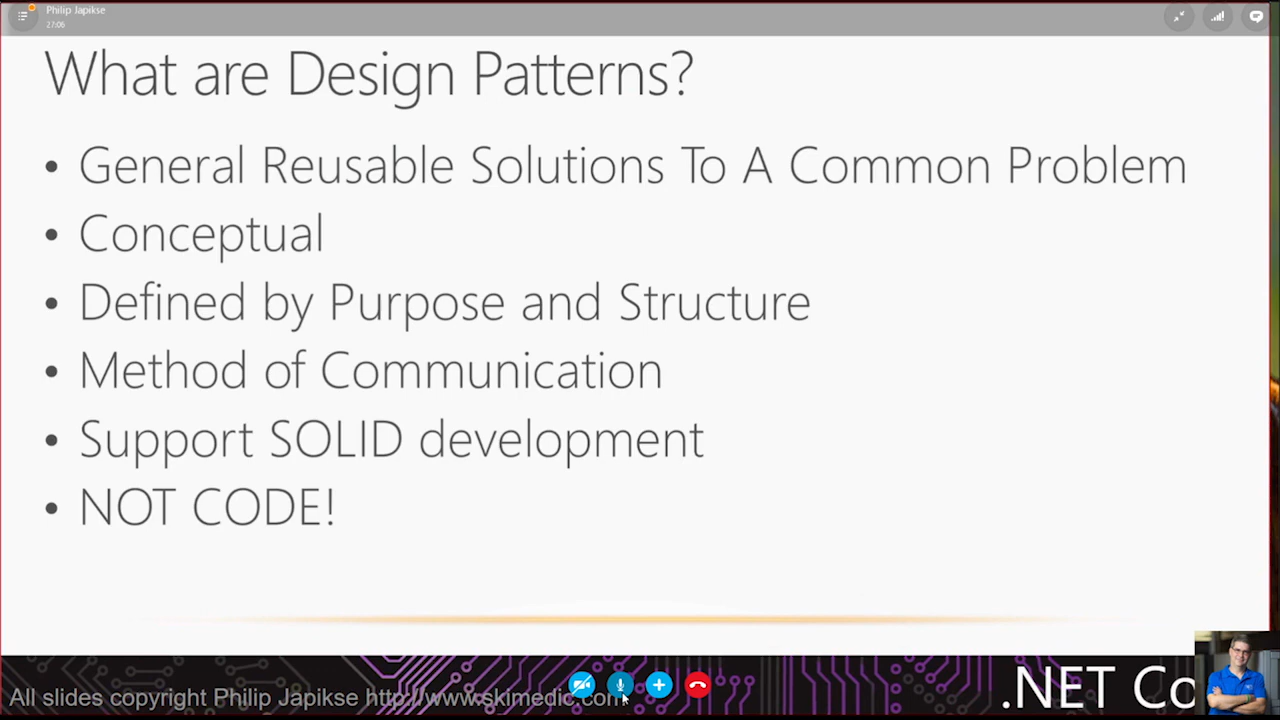 Philip Japikse
27:06
What are Design Patterns?
• General Reusable Solutions To A Common Problem
• Conceptual
• Defined by Purpose and Structure
• Method of Communication
• Support SOLID development
• NOT CODE!
All slides copyright Philip Japikse http://www.skimedic.com
.NET Co